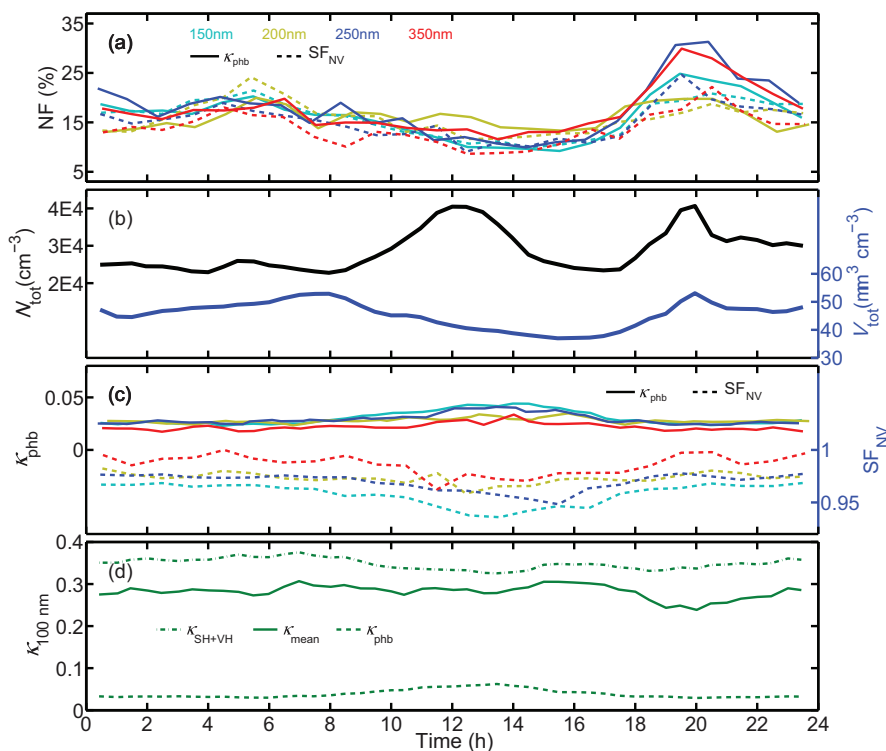 (a)
150nm 200nm 250nm 350nm
κphb SFNV
NF (%)
35
25
15
5
(b)
Ntot(cm−3)
4E4
3E4
2E4
Vtot(mm3 cm−3)
60
50
40
30
(c)
κphb SFNV
κphb
0.05
0
SFNV
1
0.95
(d)
κSH+VH κmean κphb
κ100 nm
0.4
0.3
0.2
0.1
0
0 2 4 6 8 10 12 14 16 18 20 22 24
Time (h)